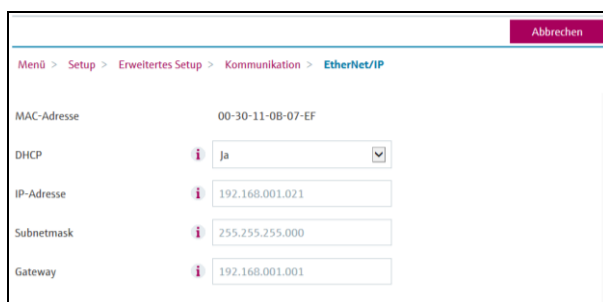 Abbrechen
Menü > Setup > Erweitertes Setup > Kommunikation > EtherNet/IP
MAC-Adresse 00-30-11-0B-07-EF
DHCP i Ja
IP-Adresse i 192.168.001.021
Subnetmask i 255.255.255.000
Gateway i 192.168.001.001